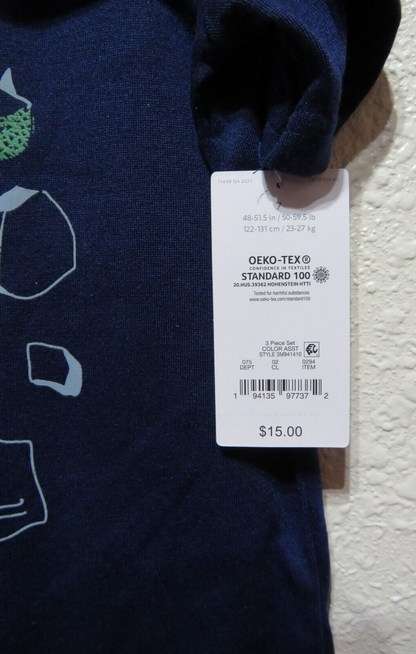 48-51.5 in / 50-59.5 lb
122-131 cm / 23-27 kg
OEKO-TEX®
CONFIDENCE IN TEXTILES
STANDARD 100
20.HUS.39362 HOHENSTEIN HTTI
Tested for harmful substances
www.oeko-tex.com/standard100
3 Piece Set
COLOR ASST
STYLE 3M941410
075 02 0294
DEPT CL ITEM
1 94135 97737 2
$15.00